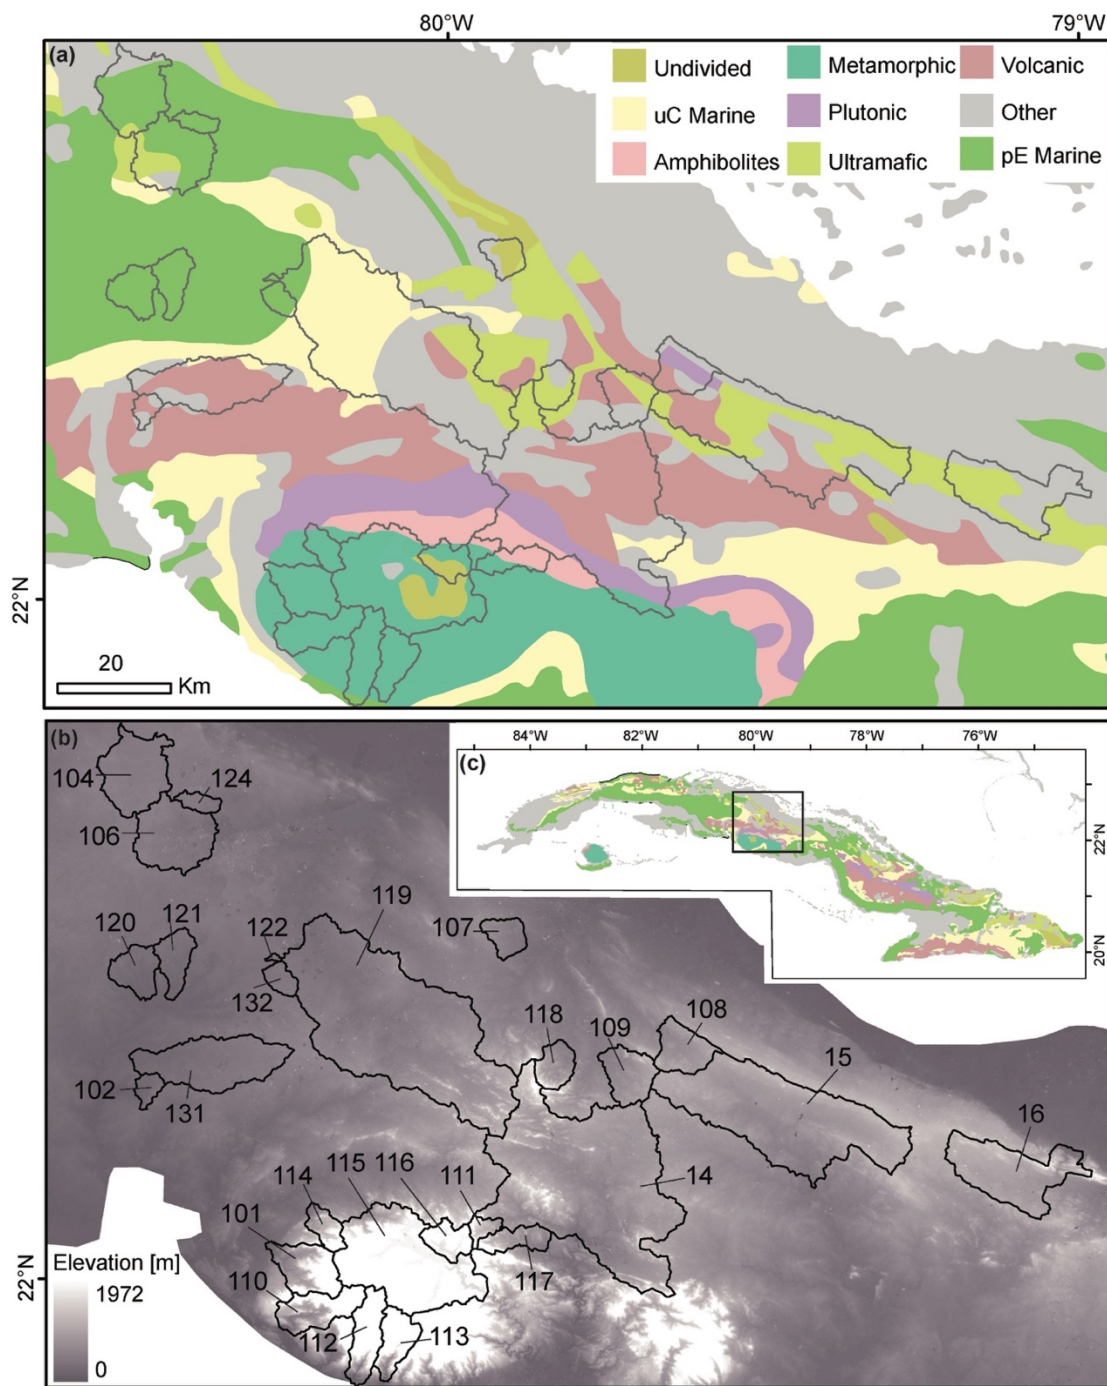 80°W
79°W
(a)
Undivided
Metamorphic
Volcanic
uC Marine
Plutonic
Other
Amphibolites
Ultramafic
pE Marine
22°N
20
Km
(b)
(c)
84°W
82°W
80°W
78°W
76°W
22°N
20°N
104
124
106
119
107
120
121
122
132
118
109
108
15
102
131
16
114
115
116
111
14
101
110
117
112
113
22°N
Elevation [m]
1972
0